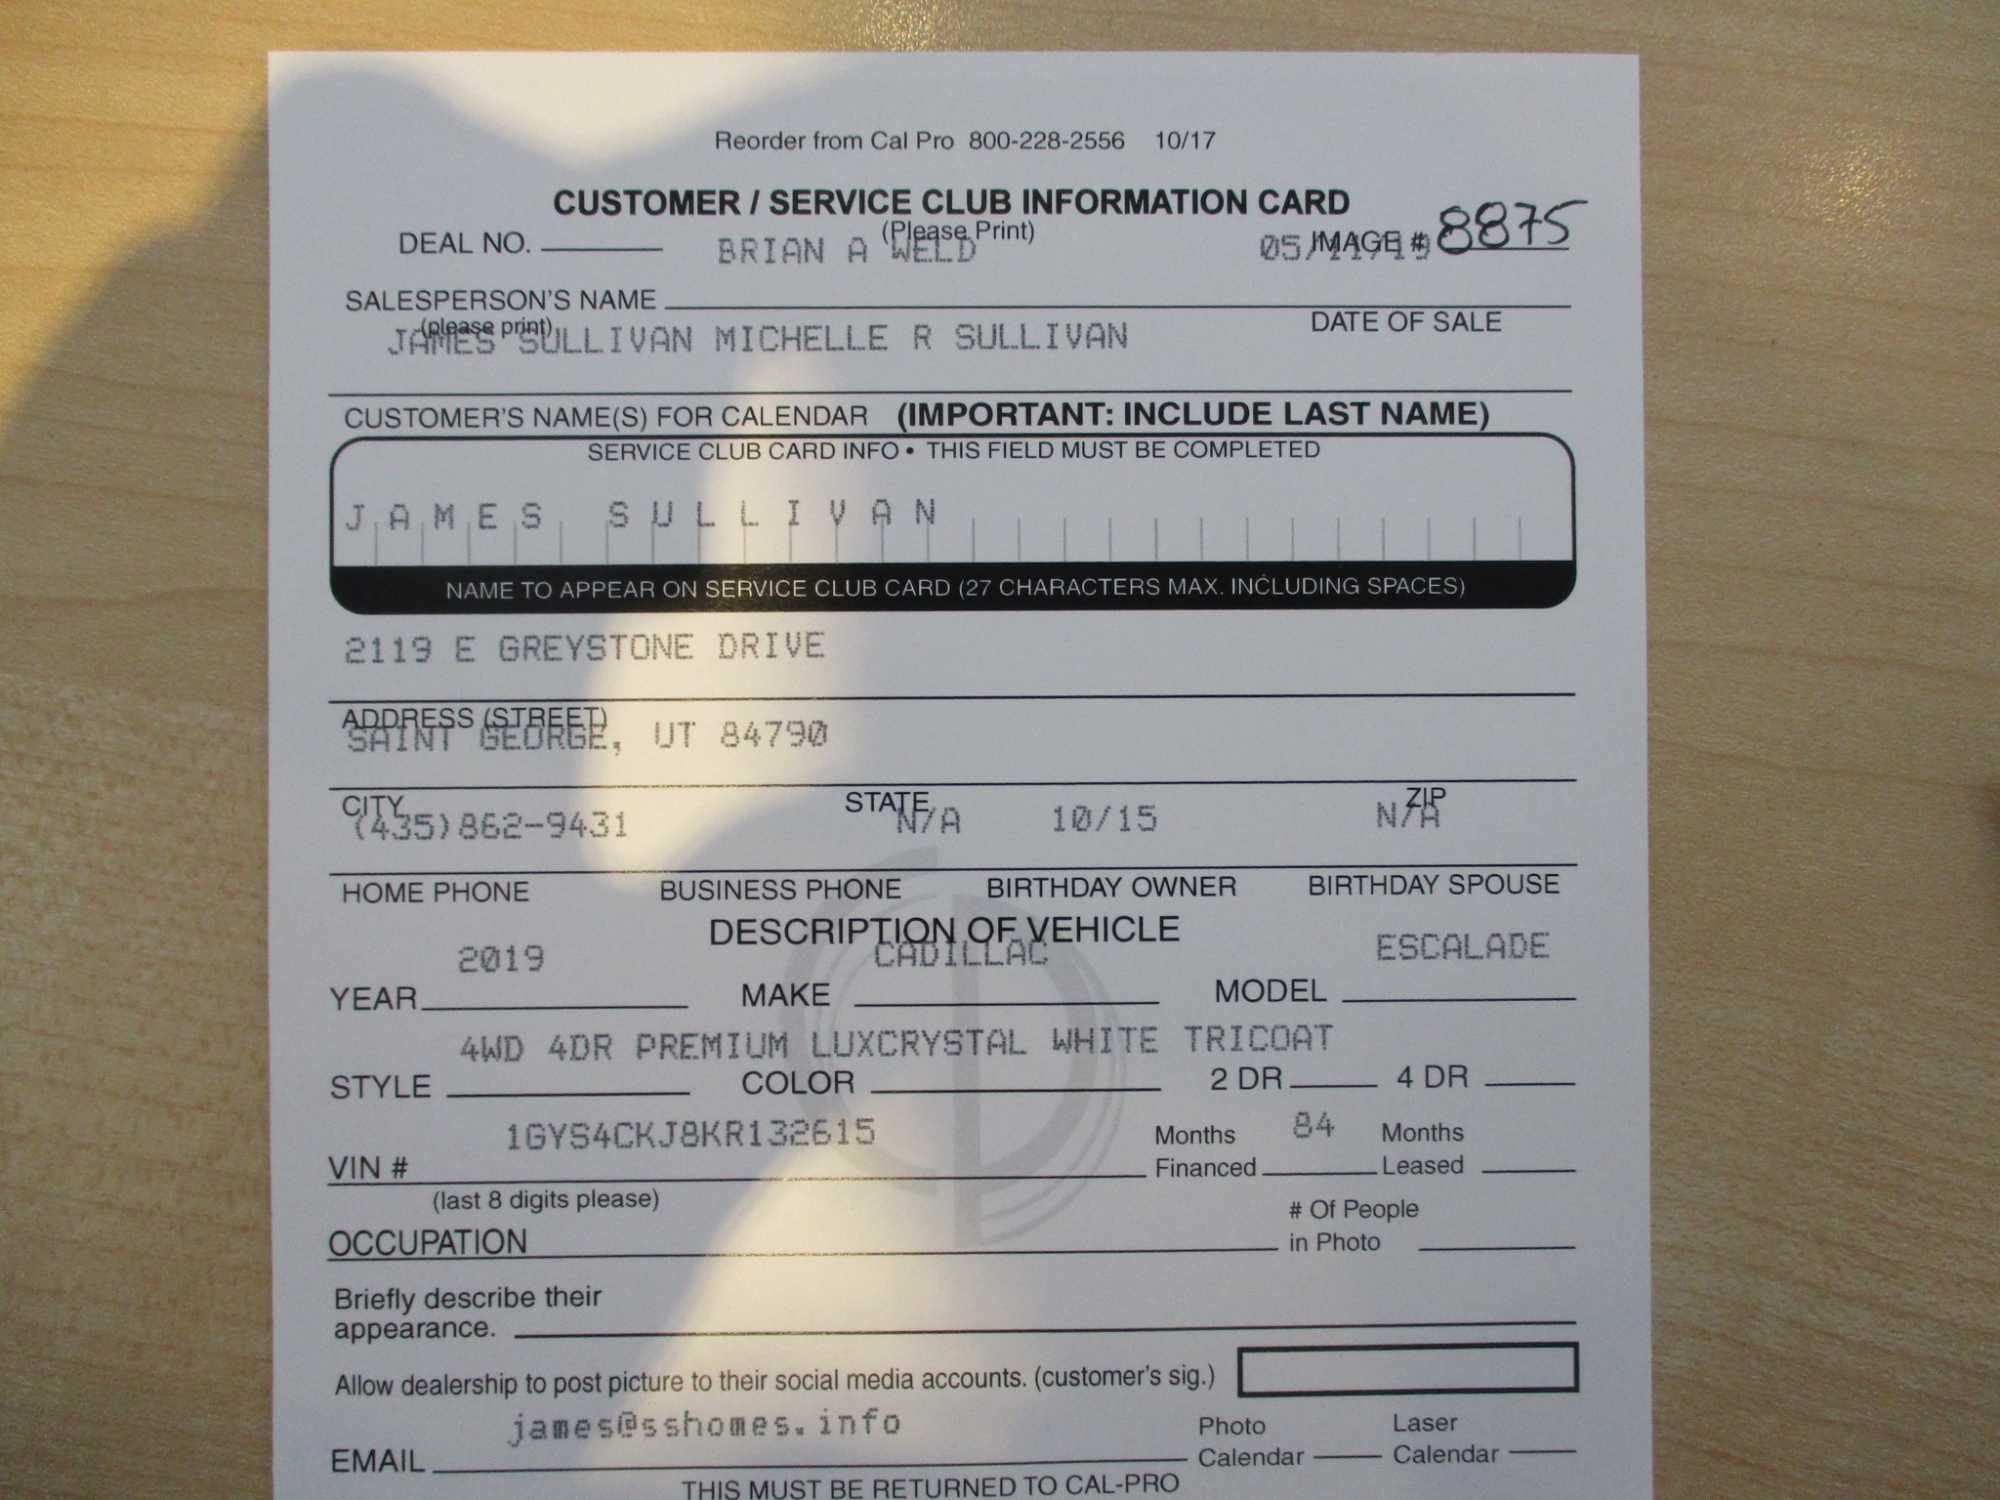 Reorder from Cal Pro 800-228-2556 10/17
CUSTOMER / SERVICE CLUB INFORMATION CARD
(Please Print)
DEAL NO. BRIAN A WELD 05/11/19 IMAGE # 8875
SALESPERSON'S NAME
(please print) DATE OF SALE
JAMES SULLIVAN MICHELLE R SULLIVAN
CUSTOMER'S NAME(S) FOR CALENDAR (IMPORTANT: INCLUDE LAST NAME)
SERVICE CLUB CARD INFO • THIS FIELD MUST BE COMPLETED
JAMES SULLIVAN
NAME TO APPEAR ON SERVICE CLUB CARD (27 CHARACTERS MAX. INCLUDING SPACES)
2119 E GREYSTONE DRIVE
ADDRESS (STREET)
SAINT GEORGE, UT 84790
CITY STATE ZIP
(435)862-9431 N/A 10/15 N/A
HOME PHONE BUSINESS PHONE BIRTHDAY OWNER BIRTHDAY SPOUSE
DESCRIPTION OF VEHICLE
2019 CADILLAC ESCALADE
YEAR MAKE MODEL
4WD 4DR PREMIUM LUXCRYSTAL WHITE TRICOAT
STYLE COLOR 2 DR 4 DR
1GYS4CKJ8KR132615 Months Financed 84 Months Leased
VIN #
(last 8 digits please)
# Of People in Photo
OCCUPATION
Briefly describe their
appearance.
Allow dealership to post picture to their social media accounts. (customer's sig.)
james@sshomes.info
EMAIL Photo Calendar Laser Calendar
THIS MUST BE RETURNED TO CAL-PRO